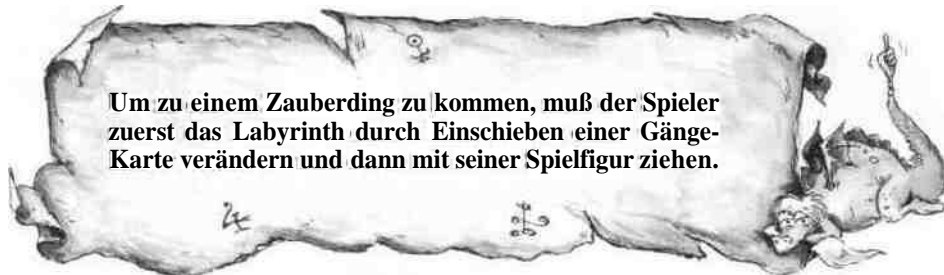 Um zu einem Zauberding zu kommen, muß der Spieler
zuerst das Labyrinth durch Einschieben einer Gänge-
Karte verändern und dann mit seiner Spielfigur ziehen.